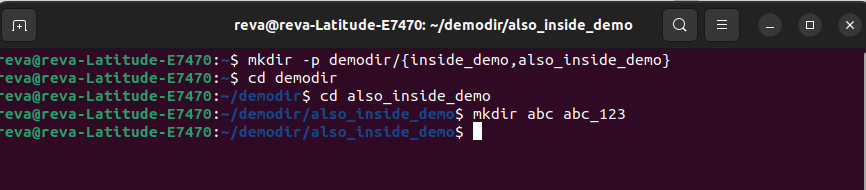 reva@reva-Latitude-E7470: ~/demodir/also_inside_demo
reva@reva-Latitude-E7470:~$ mkdir -p demodir/{inside_demo,also_inside_demo}
reva@reva-Latitude-E7470:~$ cd demodir
reva@reva-Latitude-E7470:~/demodir$ cd also_inside_demo
reva@reva-Latitude-E7470:~/demodir/also_inside_demo$ mkdir abc abc_123
reva@reva-Latitude-E7470:~/demodir/also_inside_demo$